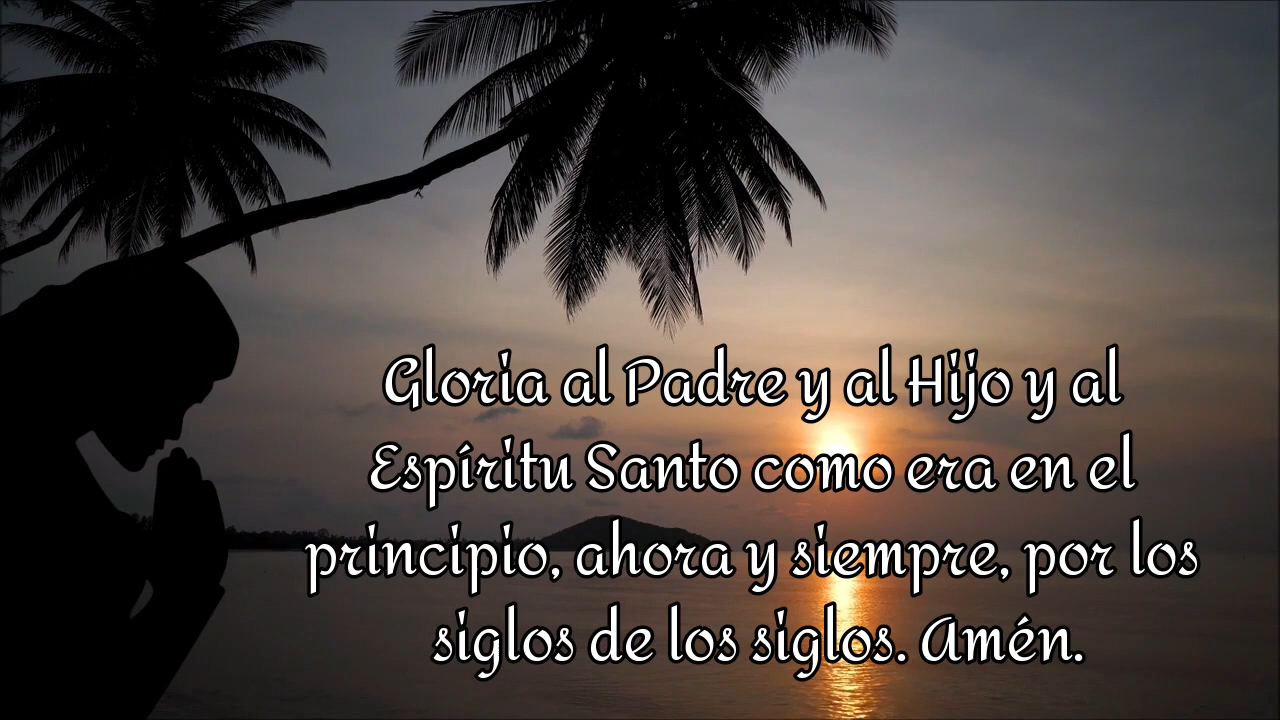 Gloria al Padre y al Hijo y al
Espíritu Santo como era en el
principio, ahora y siempre, por los
siglos de los siglos. Amén.